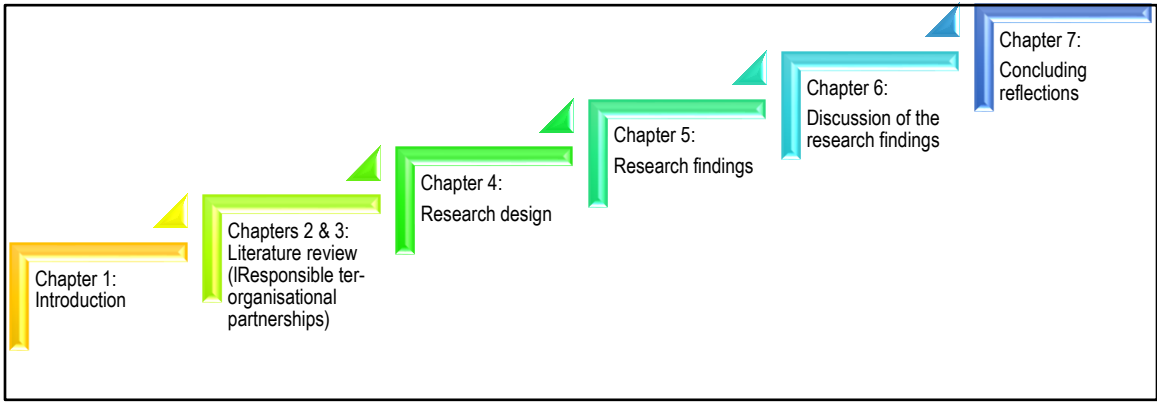 Chapter 1:
Introduction
Chapters 2 & 3:
Literature review
(IResponsible ter-
organisational
partnerships)
Chapter 4:
Research design
Chapter 5:
Research findings
Chapter 6:
Discussion of the
research findings
Chapter 7:
Concluding
reflections